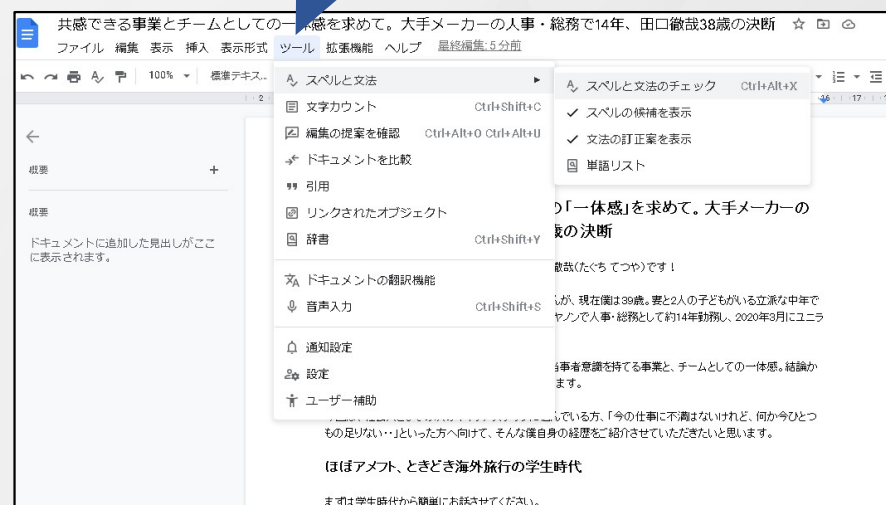 共感できる事業とチームとしての一体感を求めて。大手メーカーの人事・総務で14年、田口徹哉38歳の決断
ファイル 編集 表示 挿入 表示形式 ツール 拡張機能 ヘルプ 最終編集: 5 分前
100% 標準テキス...
2 16 17
スペルと文法
文字カウント Ctrl+Shift+C
編集の提案を確認 Ctrl+Alt+O Ctrl+Alt+U
ドキュメントを比較
引用
リンクされたオブジェクト
辞書 Ctrl+Shift+Y
ドキュメントの翻訳機能
音声入力 Ctrl+Shift+S
通知設定
設定
ユーザー補助
スペルと文法のチェック Ctrl+Alt+X
スペルの候補を表示
文法の訂正案を表示
単語リスト
概要
概要
ドキュメントに追加した見出しがここ
に表示されます。
「一体感」を求めて。大手メーカーの
の決断
徹哉(たぐち てつや)です！
が、現在僕は39歳。妻と2人の子どもがいる立派な中年で
ヤノンで人事・総務として約14年勤務し、2020年3月にユニラ
当事者意識を持てる事業と、チームとしての一体感。結論か
ます。
んでいる方、「今の仕事に不満はないけれど、何か今ひとつ
もの足りない・・」といった方へ向けて、そんな僕自身の経歴をご紹介させていただきたいと思います。
ほぼアメフト、ときどき海外旅行の学生時代
まずは学生時代から簡単にお話させてください。